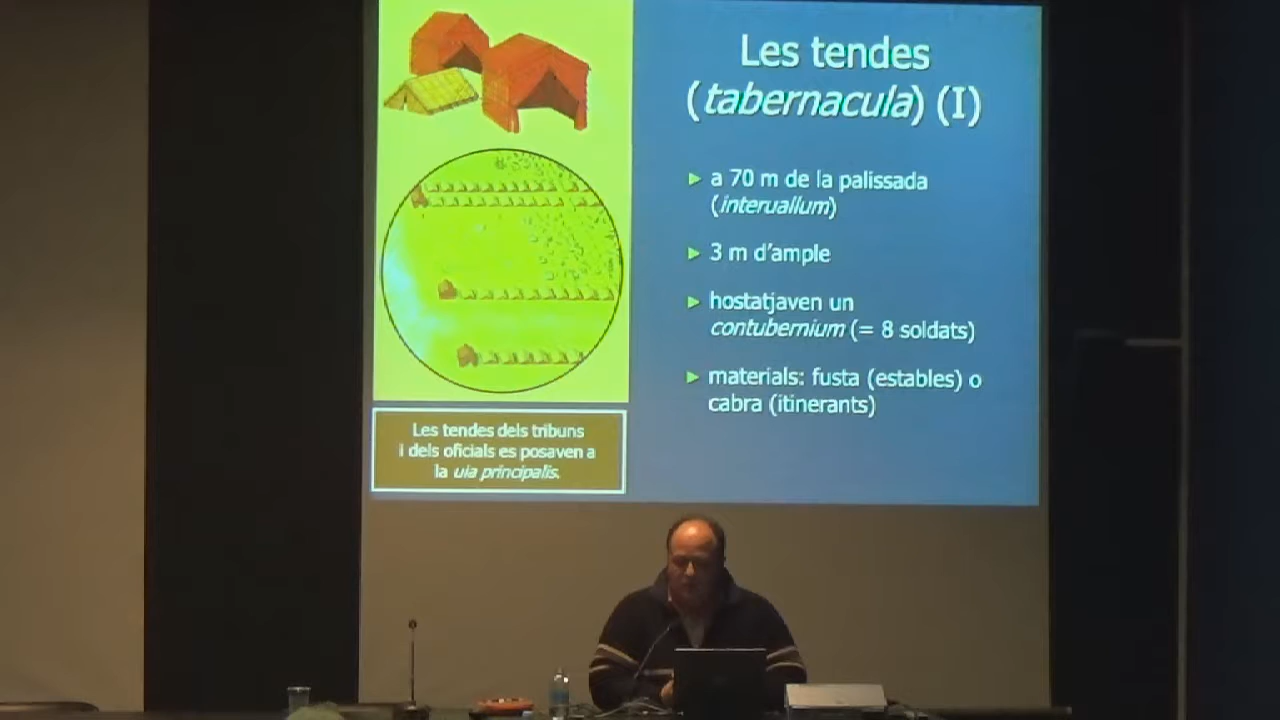 Les tendes
(tabernacula) (I)
► a 70 m de la palissada
(interuallum)
► 3 m d'ample
► hostatjaven un
contubernium (= 8 soldats)
► materials: fusta (estables) o
cabra (itinerants)
Les tendes dels tribuns
i dels oficials es posaven a
la uia principalis.